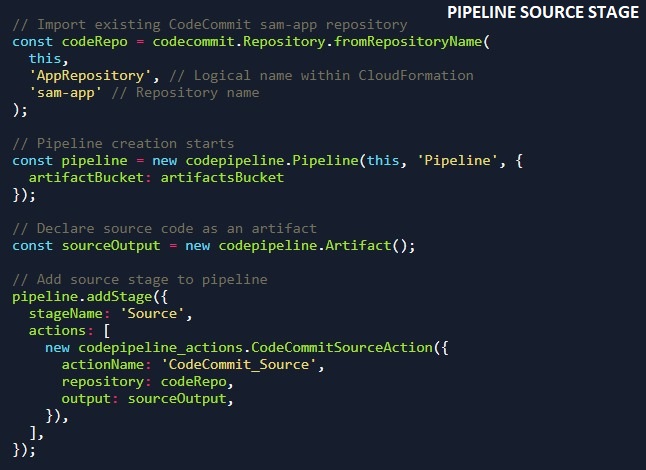 PIPELINE SOURCE STAGE
// Import existing CodeCommit sam-app repository
const codeRepo = codecommit.Repository.fromRepositoryName(
  this,
  'AppRepository', // Logical name within CloudFormation
  'sam-app' // Repository name
);

// Pipeline creation starts
const pipeline = new codepipeline.Pipeline(this, 'Pipeline', {
  artifactBucket: artifactsBucket
});

// Declare source code as an artifact
const sourceOutput = new codepipeline.Artifact();

// Add source stage to pipeline
pipeline.addStage({
  stageName: 'Source',
  actions: [
    new codepipeline_actions.CodeCommitSourceAction({
      actionName: 'CodeCommit_Source',
      repository: codeRepo,
      output: sourceOutput,
    }),
  ],
});